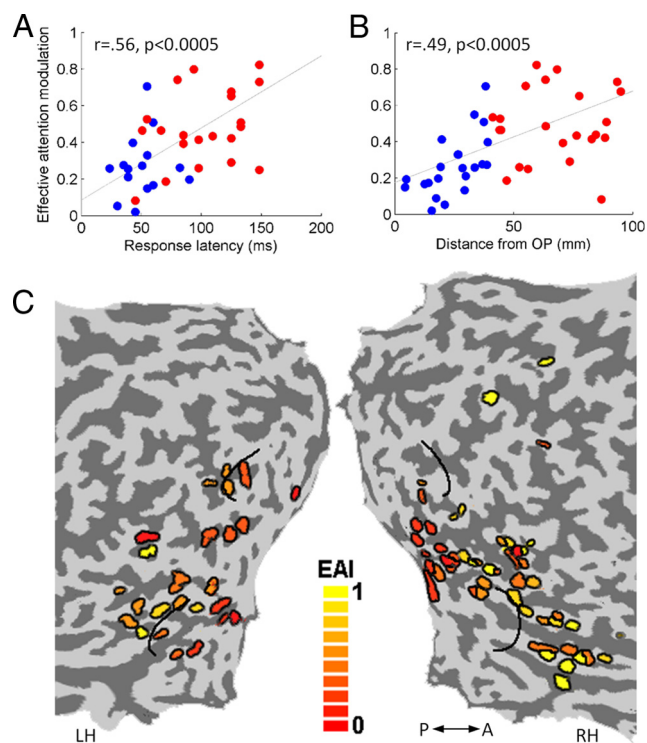 A
r=.56, p<0.0005
Effective attention modulation
1
0.8
0.6
0.4
0.2
0
0 50 100 150 200
Response latency (ms)
B
r=.49, p<0.0005
1
0.8
0.6
0.4
0.2
0
0 50 100
Distance from OP (mm)
C
EAI
1
0
LH
P A
RH